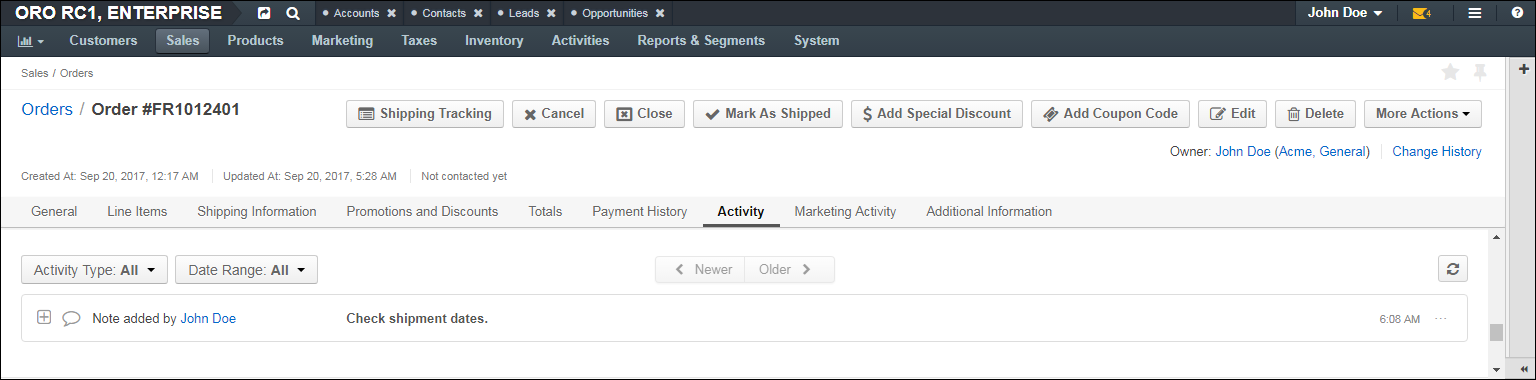 ORO RC1, ENTERPRISE Accounts Contacts Leads Opportunities John Doe 4
Customers Sales Products Marketing Taxes Inventory Activities Reports & Segments System
Sales / Orders
Orders / Order #FR1012401 Shipping Tracking Cancel Close Mark As Shipped $ Add Special Discount Add Coupon Code Edit Delete More Actions
Owner: John Doe (Acme, General) Change History
Created At: Sep 20, 2017, 12:17 AM Updated At: Sep 20, 2017, 5:28 AM Not contacted yet
General Line Items Shipping Information Promotions and Discounts Totals Payment History Activity Marketing Activity Additional Information
Activity Type: All Date Range: All Newer Older
Note added by John Doe Check shipment dates. 6:08 AM ...